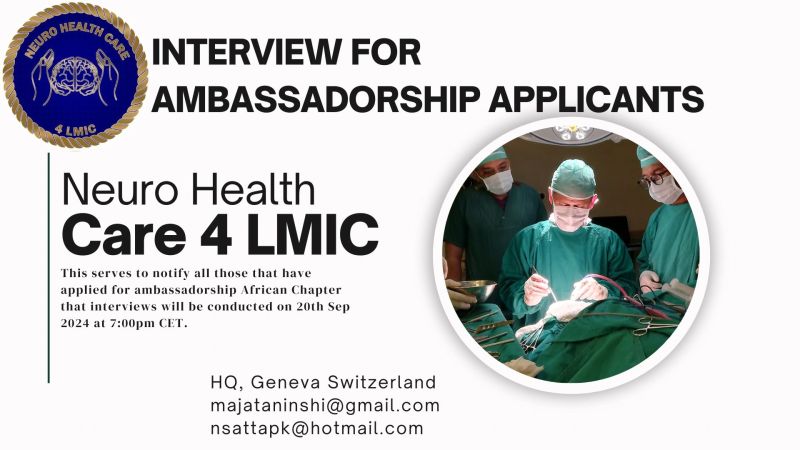 NEURO HEALTH CARE
4 LMIC
INTERVIEW FOR
AMBASSADORSHIP APPLICANTS
Neuro Health
Care 4 LMIC
This serves to notify all those that have
applied for ambassadorship African Chapter
that interviews will be conducted on 20th Sep
2024 at 7:00pm CET.
HQ, Geneva Switzerland
majataninshi@gmail.com
nsattapk@hotmail.com